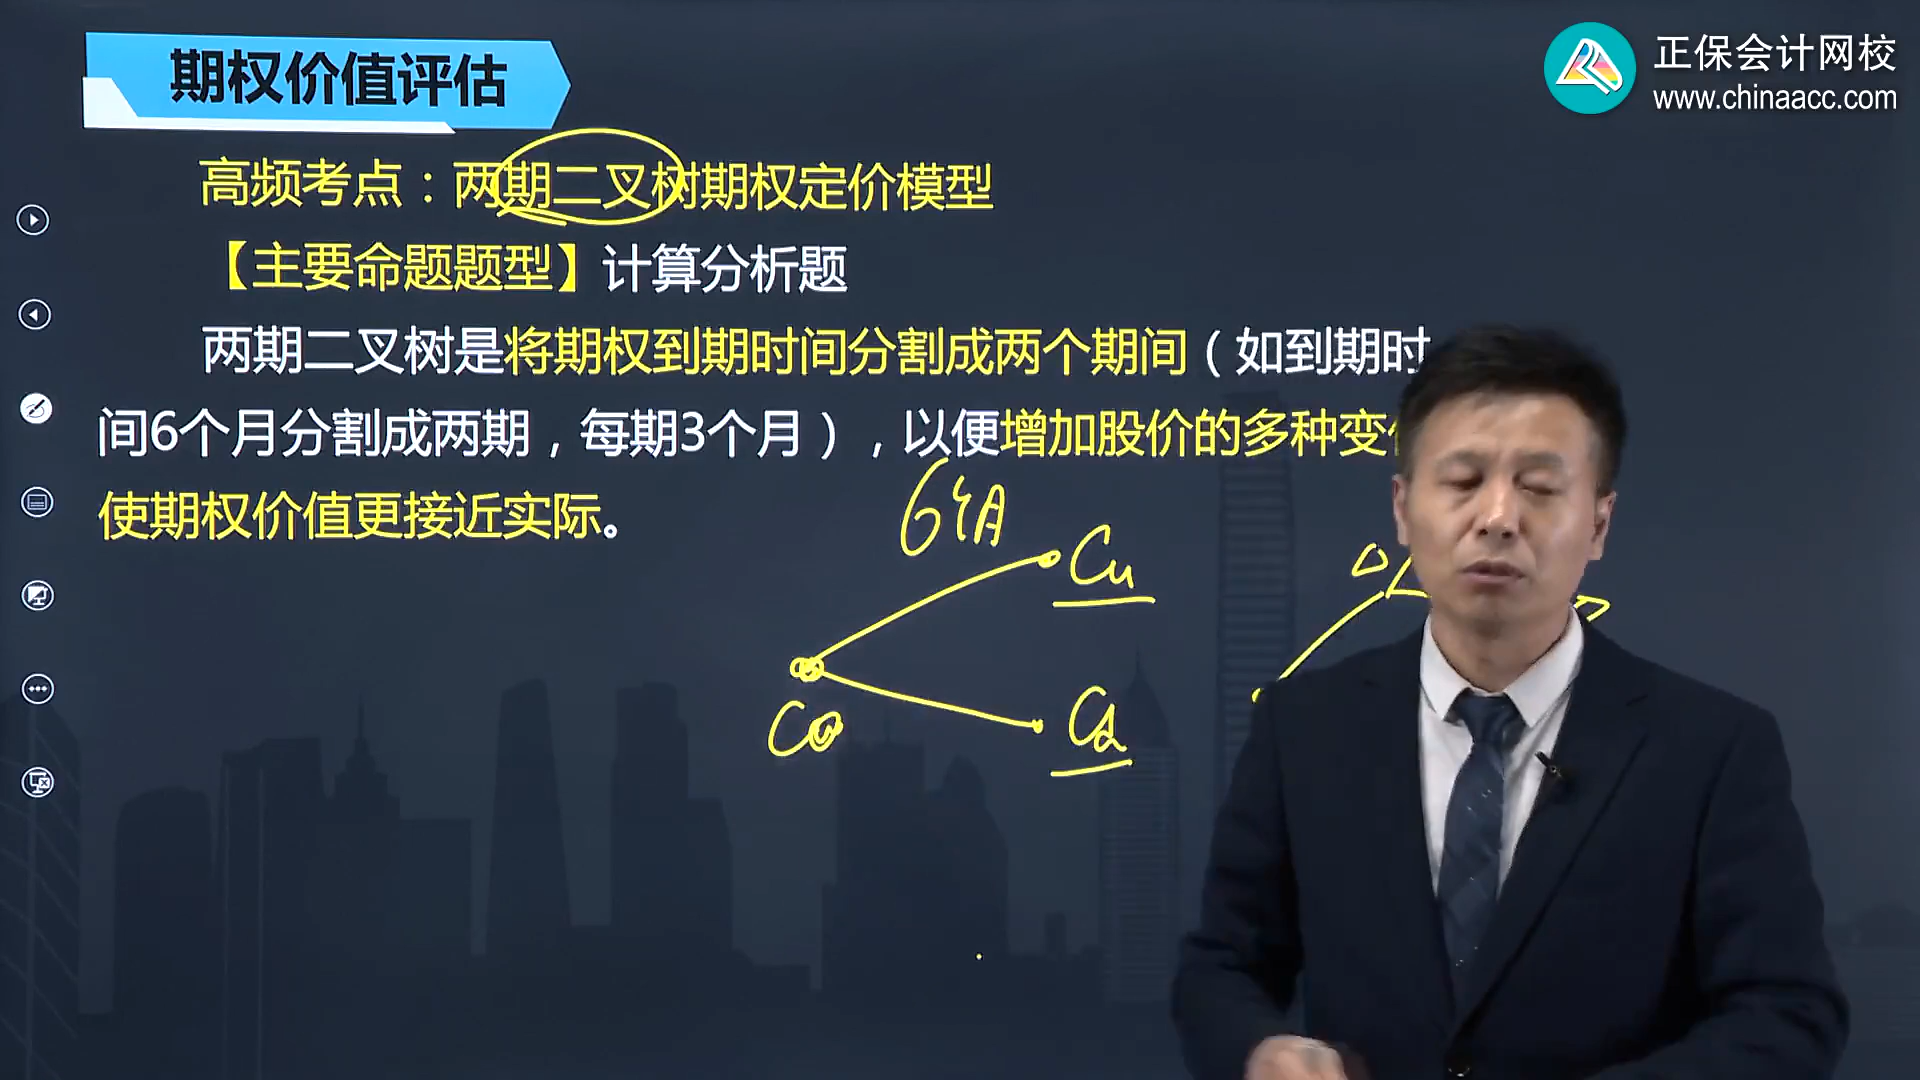 期权价值评估
正保会计网校
www.chinaacc.com
高频考点：两期二叉树期权定价模型
【主要命题题型】计算分析题
两期二叉树是将期权到期时间分割成两个期间（如到期时
间6个月分割成两期，每期3个月），以便增加股价的多种变化
使期权价值更接近实际。
6个月
Cu
C0
Cd